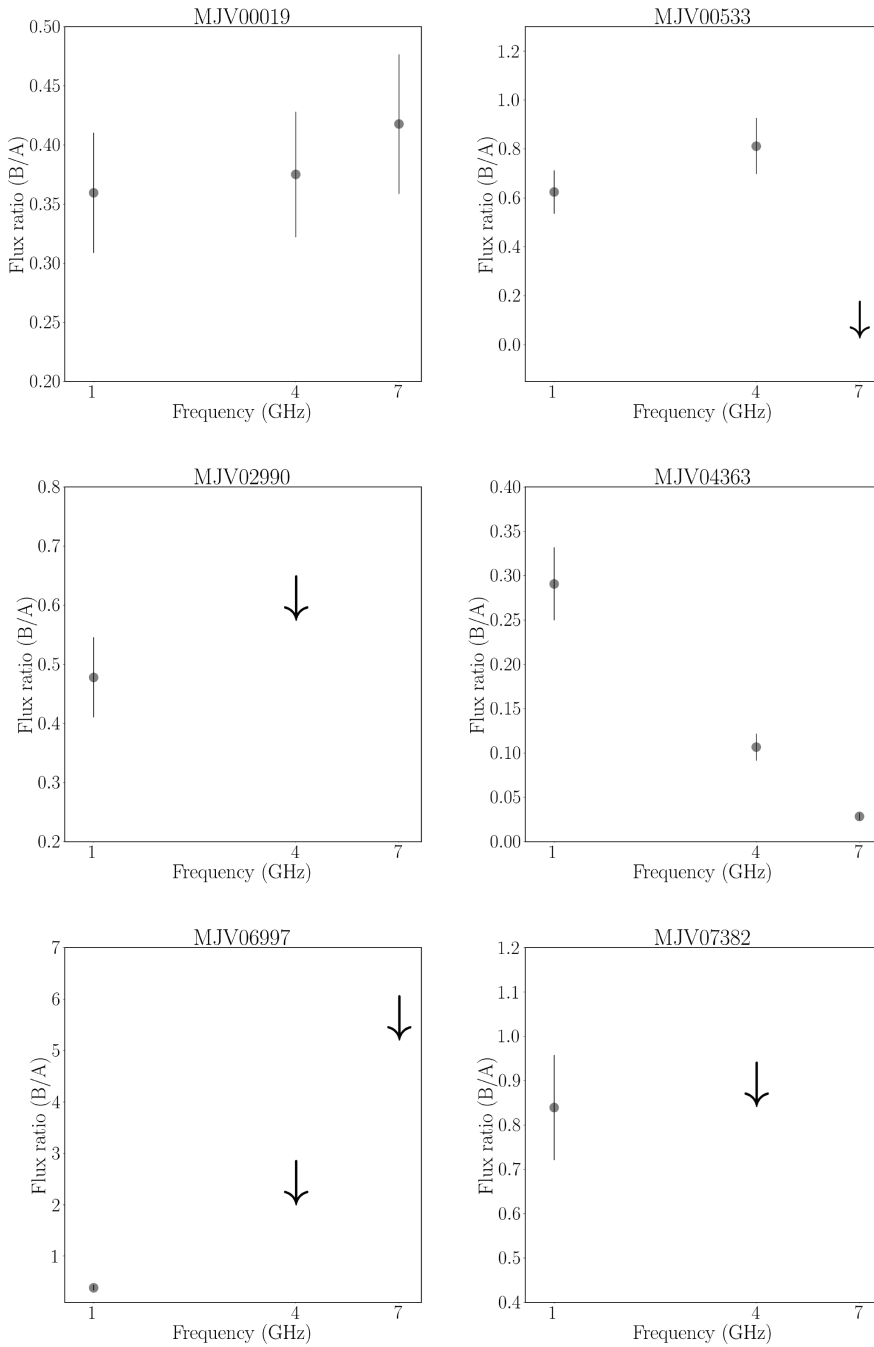 MJV00019
0.50
0.45
0.40
0.35
0.30
0.25
0.20
Flux ratio (B/A)
1 4 7
Frequency (GHz)
MJV00533
1.2
1.0
0.8
0.6
0.4
0.2
0.0
Flux ratio (B/A)
1 4 7
Frequency (GHz)
MJV02990
0.8
0.7
0.6
0.5
0.4
0.3
0.2
Flux ratio (B/A)
1 4 7
Frequency (GHz)
MJV04363
0.40
0.35
0.30
0.25
0.20
0.15
0.10
0.05
0.00
Flux ratio (B/A)
1 4 7
Frequency (GHz)
MJV06997
7
6
5
4
3
2
1
Flux ratio (B/A)
1 4 7
Frequency (GHz)
MJV07382
1.2
1.1
1.0
0.9
0.8
0.7
0.6
0.5
0.4
Flux ratio (B/A)
1 4 7
Frequency (GHz)